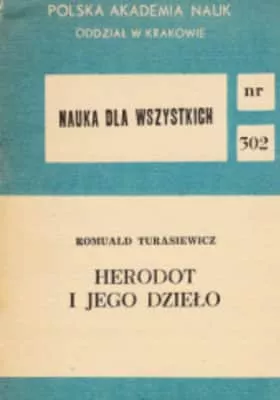 POLSKA AKADEMIA NAUK
ODDZIAŁ W KRAKOWIE
nr
NAUKA DLA WSZYSTKICH
302
ROMUALD TURASIEWICZ
HERODOT
I JEGO DZIEŁO